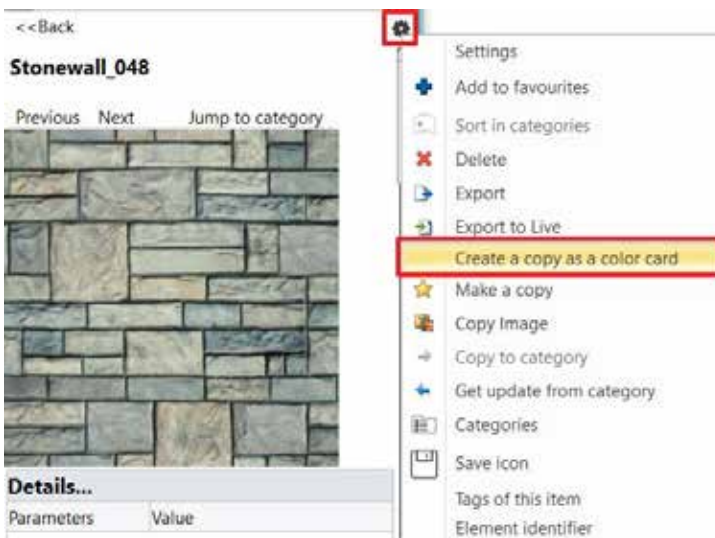 <<Back
Stonewall_048
Previous Next Jump to category
Details...
Parameters Value
Settings
Add to favourites
Sort in categories
Delete
Export
Export to Live
Create a copy as a color card
Make a copy
Copy Image
Copy to category
Get update from category
Categories
Save icon
Tags of this item
Element identifier